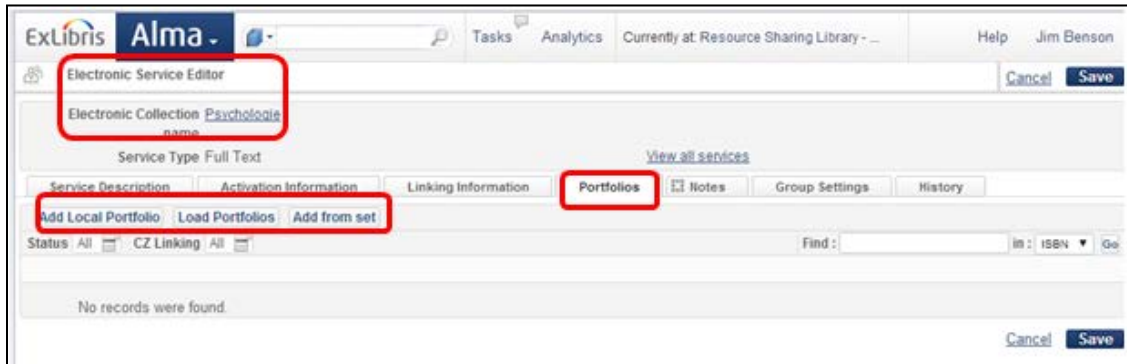 ExLibris Alma Tasks Analytics Currently at: Resource Sharing Library - ... Help Jim Benson
Electronic Service Editor Cancel Save
Electronic Collection Psychologie
name
Service Type Full Text View all services
Service Description Activation Information Linking Information Portfolios Notes Group Settings History
Add Local Portfolio Load Portfolios Add from set
Status All CZ Linking All Find : in : ISBN Go
No records were found.
Cancel Save